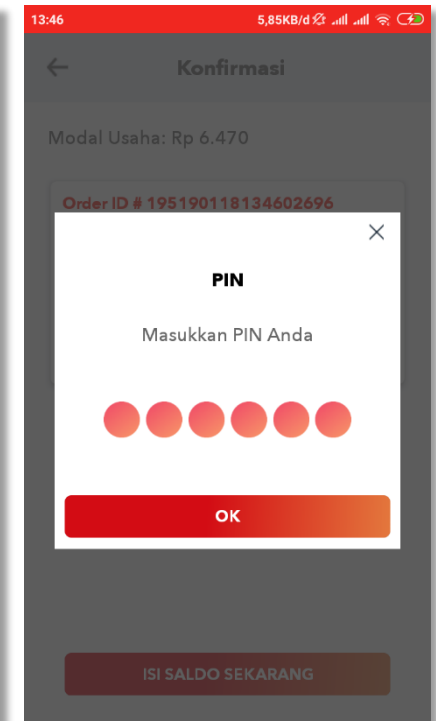 13:46 5,85KB/d
Konfirmasi
Modal Usaha: Rp 6.470
Order ID # 195190118134602696
PIN
Masukkan PIN Anda
OK
ISI SALDO SEKARANG